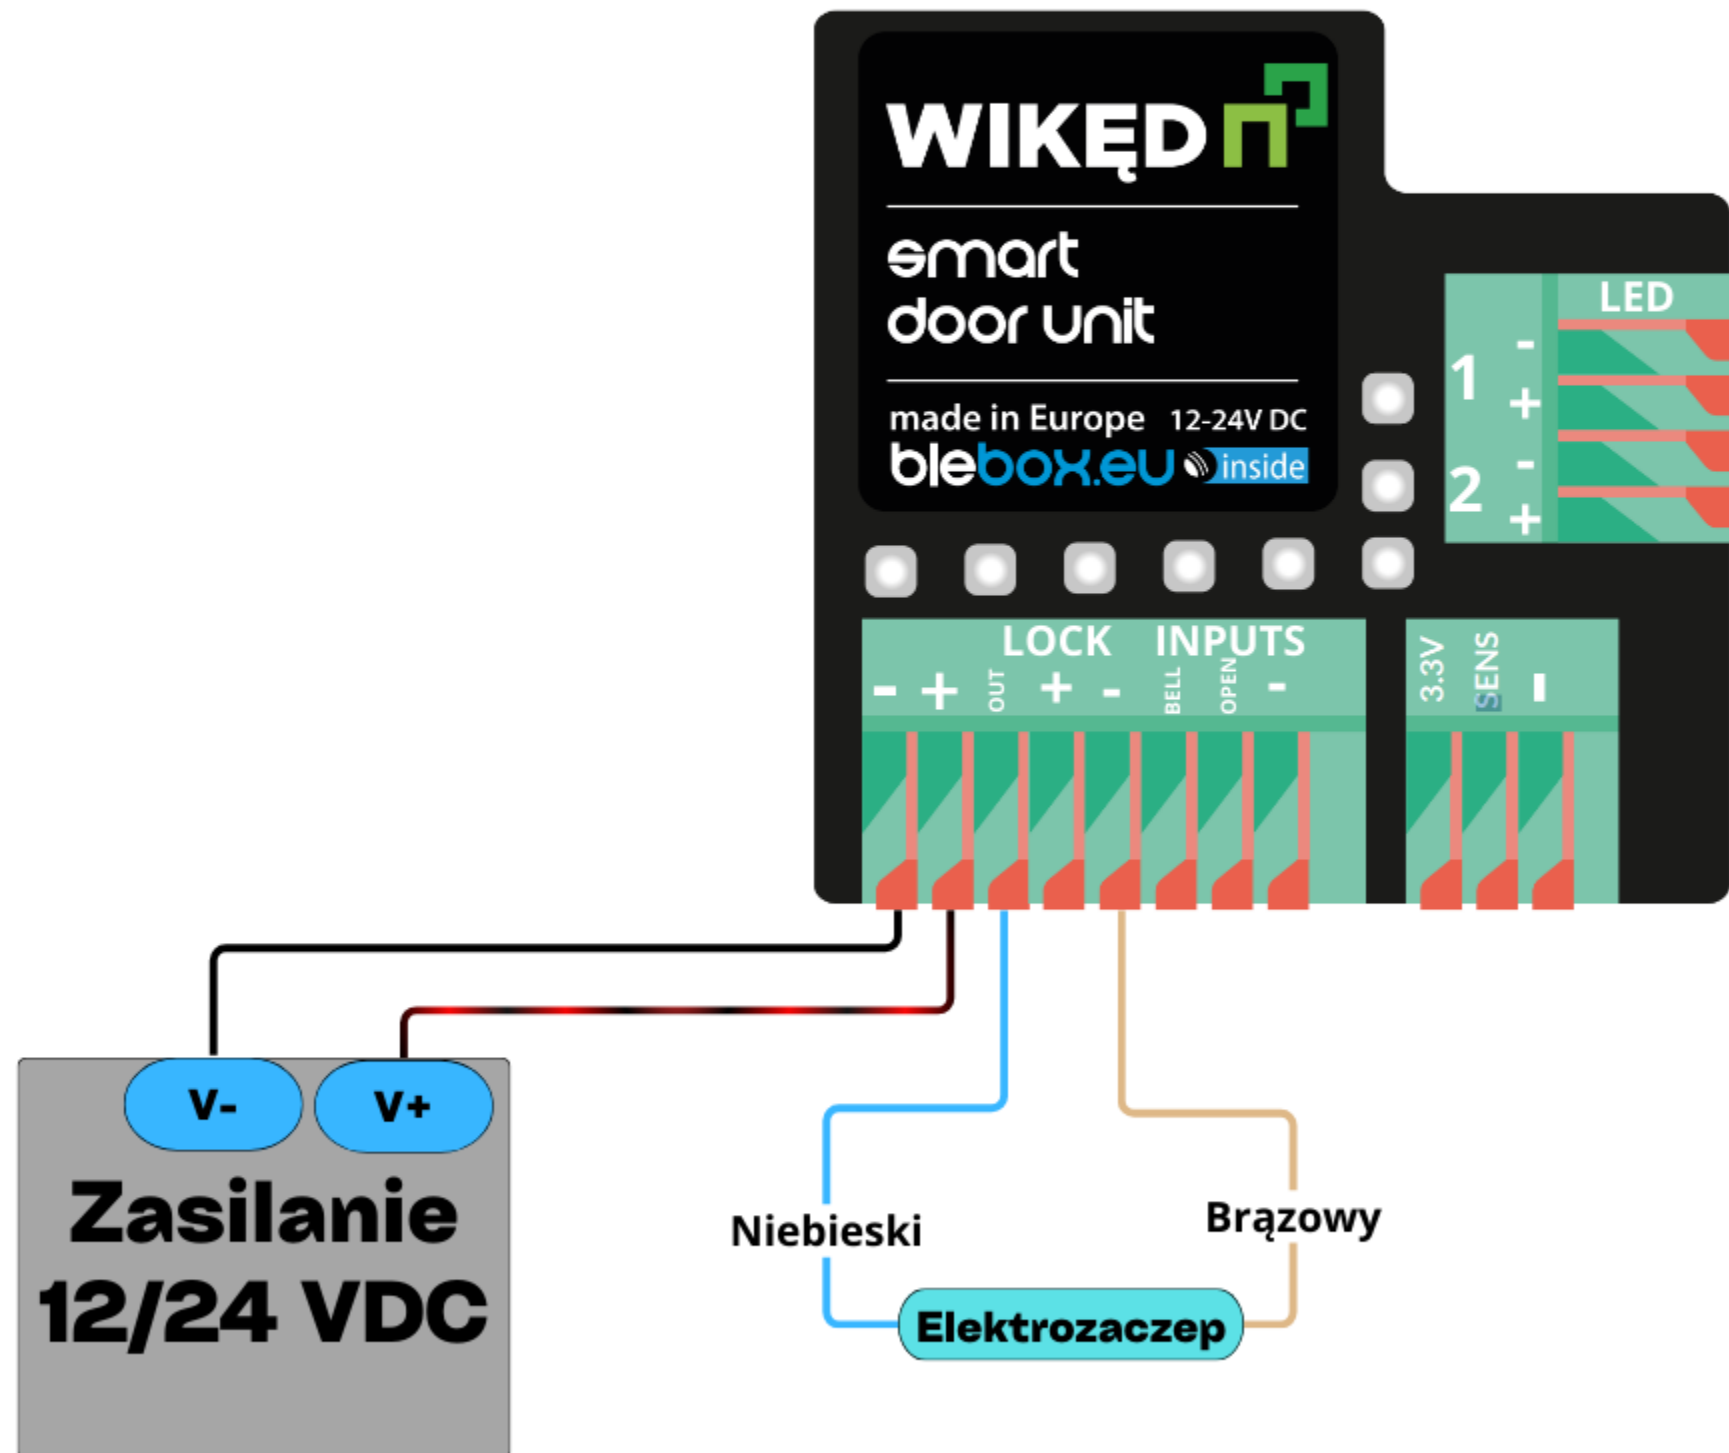 WIKĘD
smart
door unit
made in Europe 12-24V DC
blebox.eu inside
LED
1 -
+
2 -
+
LOCK INPUTS
- + OUT + - BELL OPEN -
3.3V SENS -
V- V+
Zasilanie
12/24 VDC
Niebieski
Brązowy
Elektrozaczep